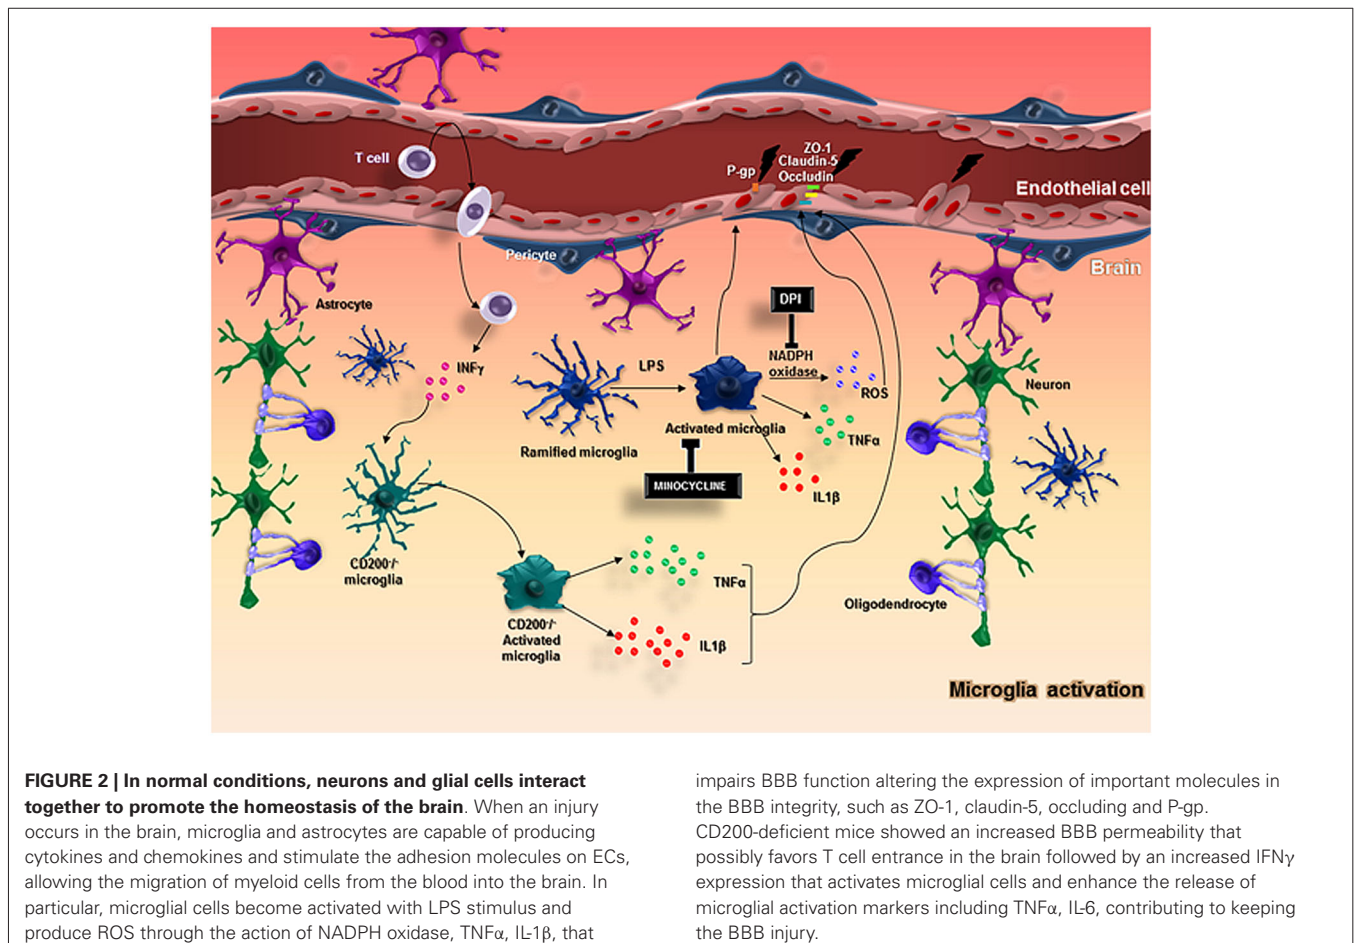 T cell
ZO-1
Claudin-5
P-gp
Occludin
Endothelial cell
Pericyte
Brain
Astrocyte
DPI
INFγ
LPS
NADPH
oxidase
ROS
Neuron
Activated microglia
TNFα
Ramified microglia
MINOCYCLINE
IL1β
CD200-/-
microglia
TNFα
Oligodendrocyte
CD200-/-
Activated
microglia
IL1β
Microglia activation
FIGURE 2 | In normal conditions, neurons and glial cells interact
together to promote the homeostasis of the brain. When an injury
occurs in the brain, microglia and astrocytes are capable of producing
cytokines and chemokines and stimulate the adhesion molecules on ECs,
allowing the migration of myeloid cells from the blood into the brain. In
particular, microglial cells become activated with LPS stimulus and
produce ROS through the action of NADPH oxidase, TNFα, IL-1β, that
impairs BBB function altering the expression of important molecules in
the BBB integrity, such as ZO-1, claudin-5, occluding and P-gp.
CD200-deficient mice showed an increased BBB permeability that
possibly favors T cell entrance in the brain followed by an increased IFNγ
expression that activates microglial cells and enhance the release of
microglial activation markers including TNFα, IL-6, contributing to keeping
the BBB injury.